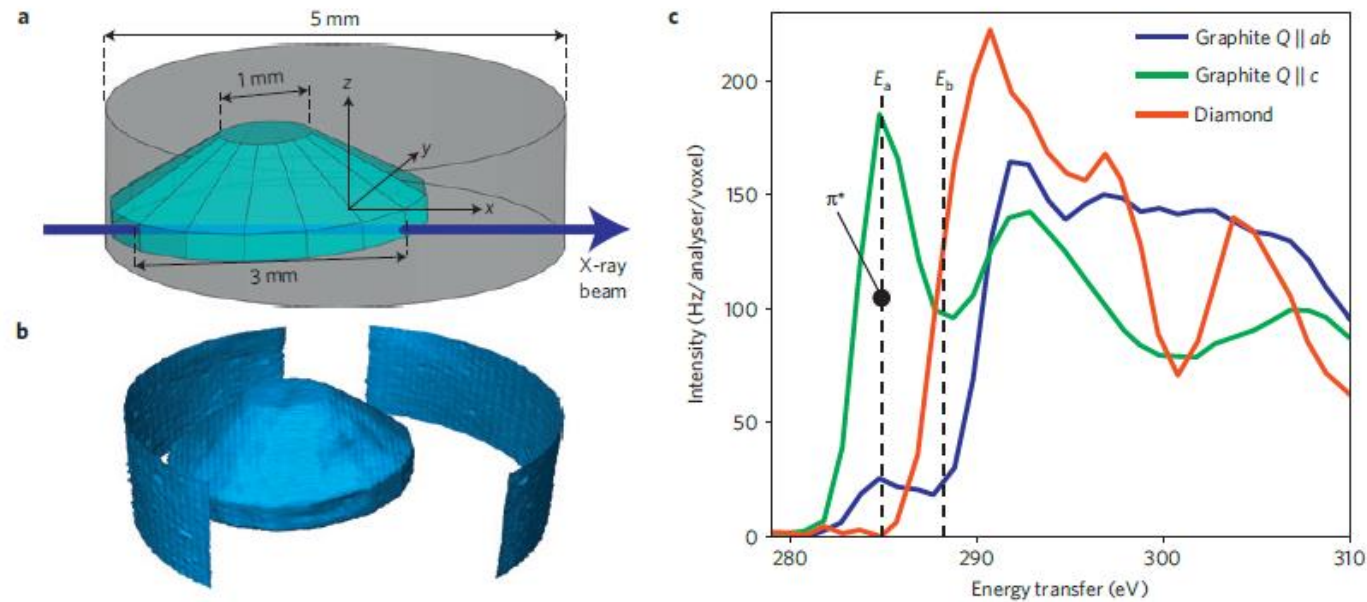 a
5 mm
1 mm
z
y
x
3 mm
X-ray
beam
b
c
Graphite Q || ab
Graphite Q || c
Diamond
Eₐ
E_b
π*
Intensity (Hz/analyser/voxel)
200
150
100
50
0
280
290
300
310
Energy transfer (eV)